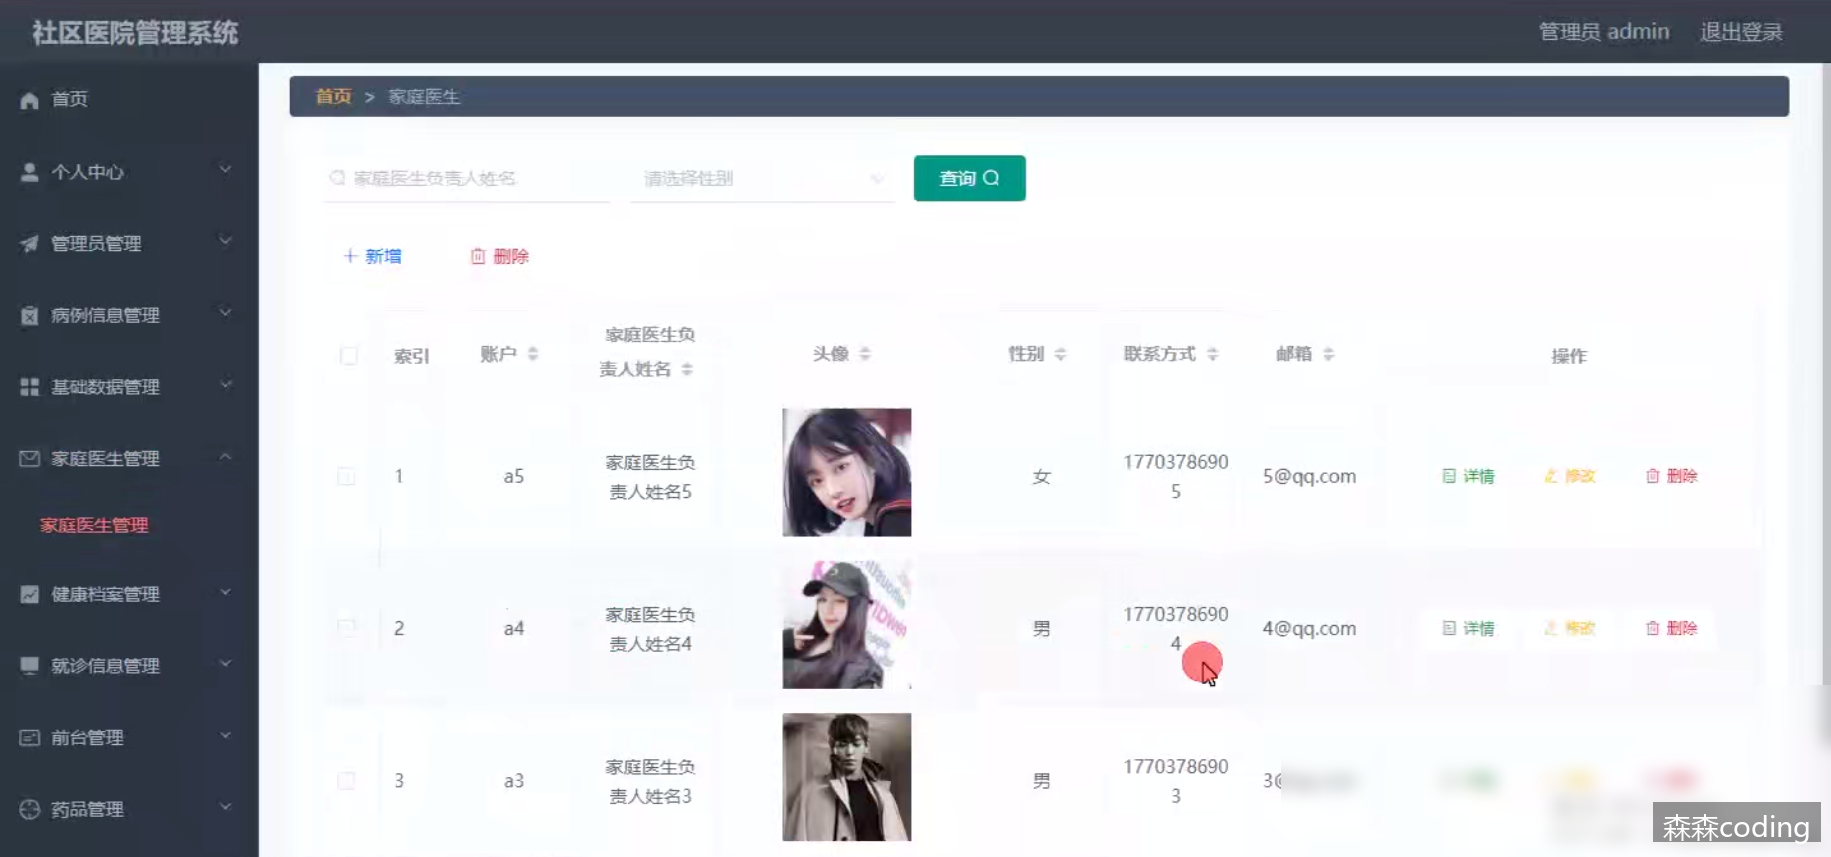 社区医院管理系统
管理员 admin
退出登录
首页
个人中心
管理员管理
病例信息管理
基础数据管理
家庭医生管理
家庭医生管理
健康档案管理
就诊信息管理
前台管理
药品管理
首页 > 家庭医生
家庭医生负责人姓名
请选择性别
查询
新增
删除
索引
账户
家庭医生负
责人姓名
头像
性别
联系方式
邮箱
操作
1
a5
家庭医生负
责人姓名5
女
1770378690
5
5@qq.com
详情
修改
删除
2
a4
家庭医生负
责人姓名4
男
1770378690
4
4@qq.com
详情
修改
删除
3
a3
家庭医生负
责人姓名3
男
1770378690
3
森森coding